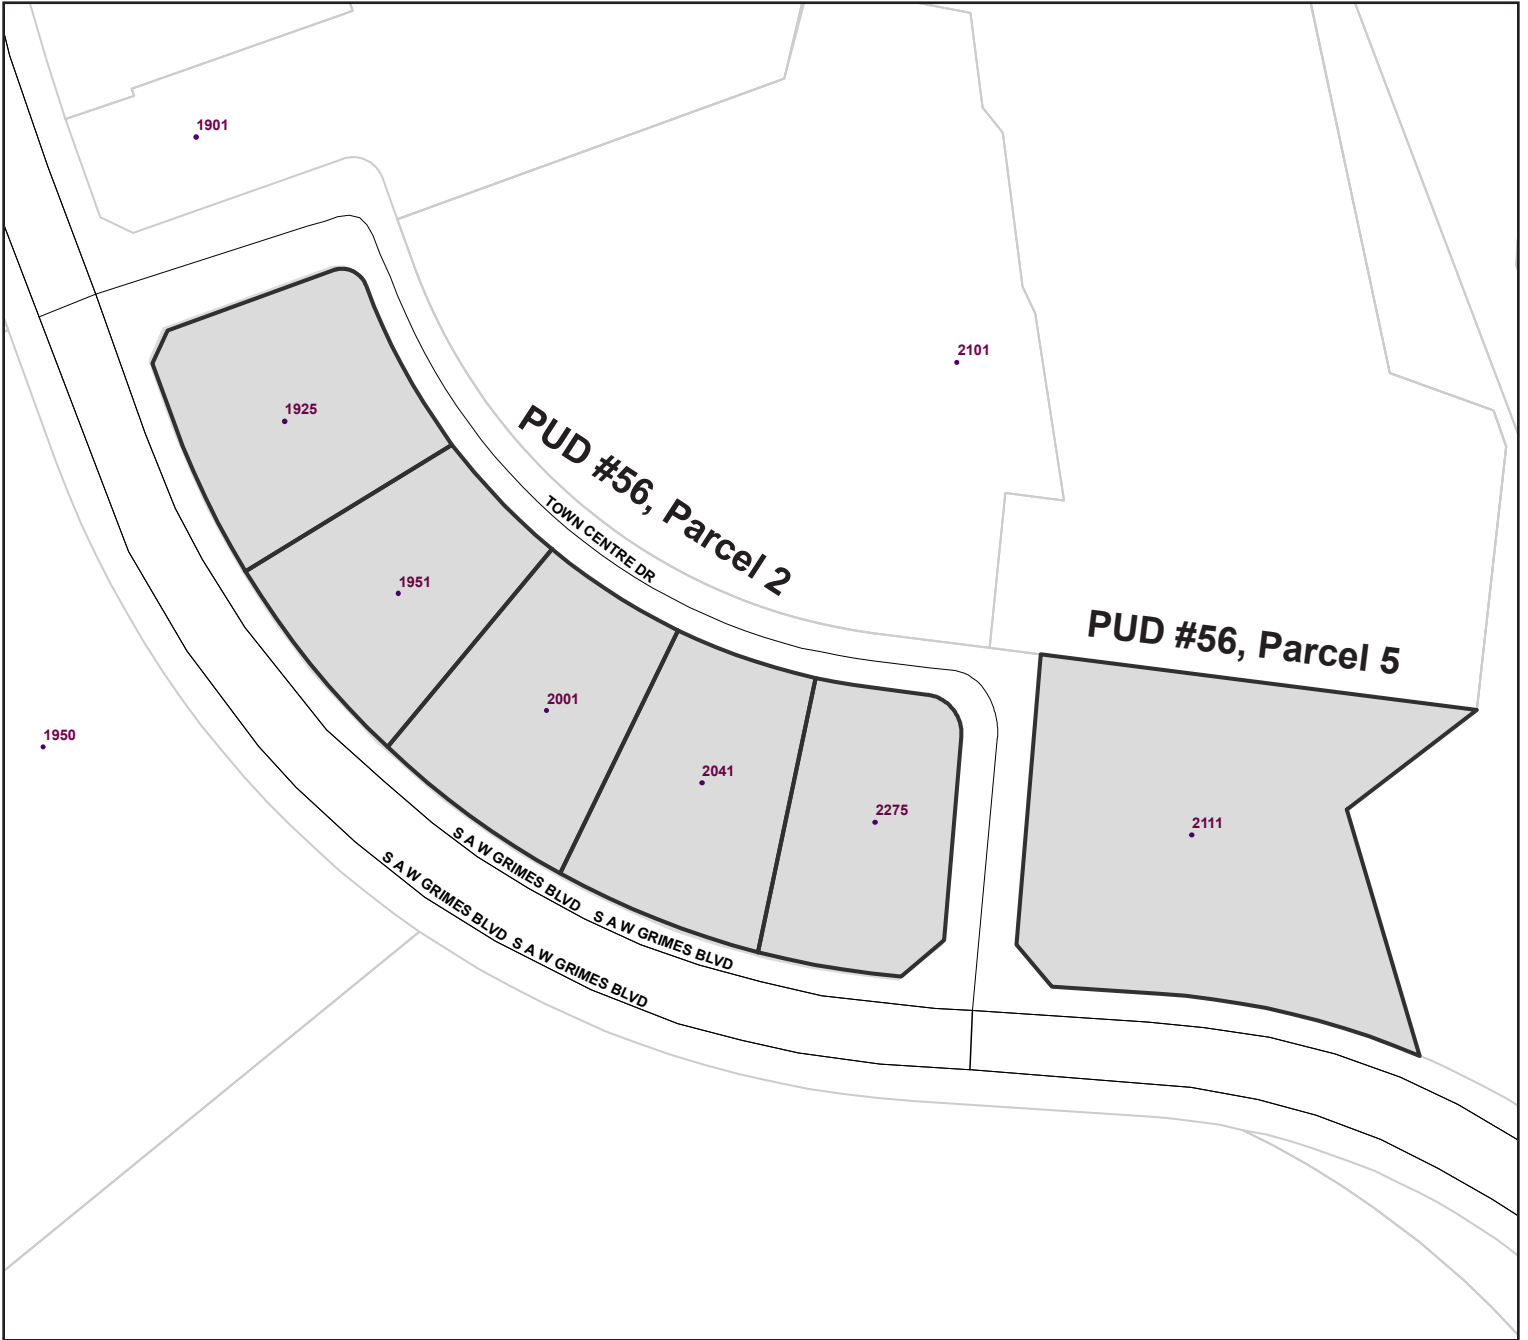 1901
2101
1925
PUD #56, Parcel 2
TOWN CENTRE DR
1951
PUD #56, Parcel 5
2001
1950
2041
2275
2111
S A W GRIMES BLVD
S A W GRIMES BLVD
S A W GRIMES BLVD
S A W GRIMES BLVD